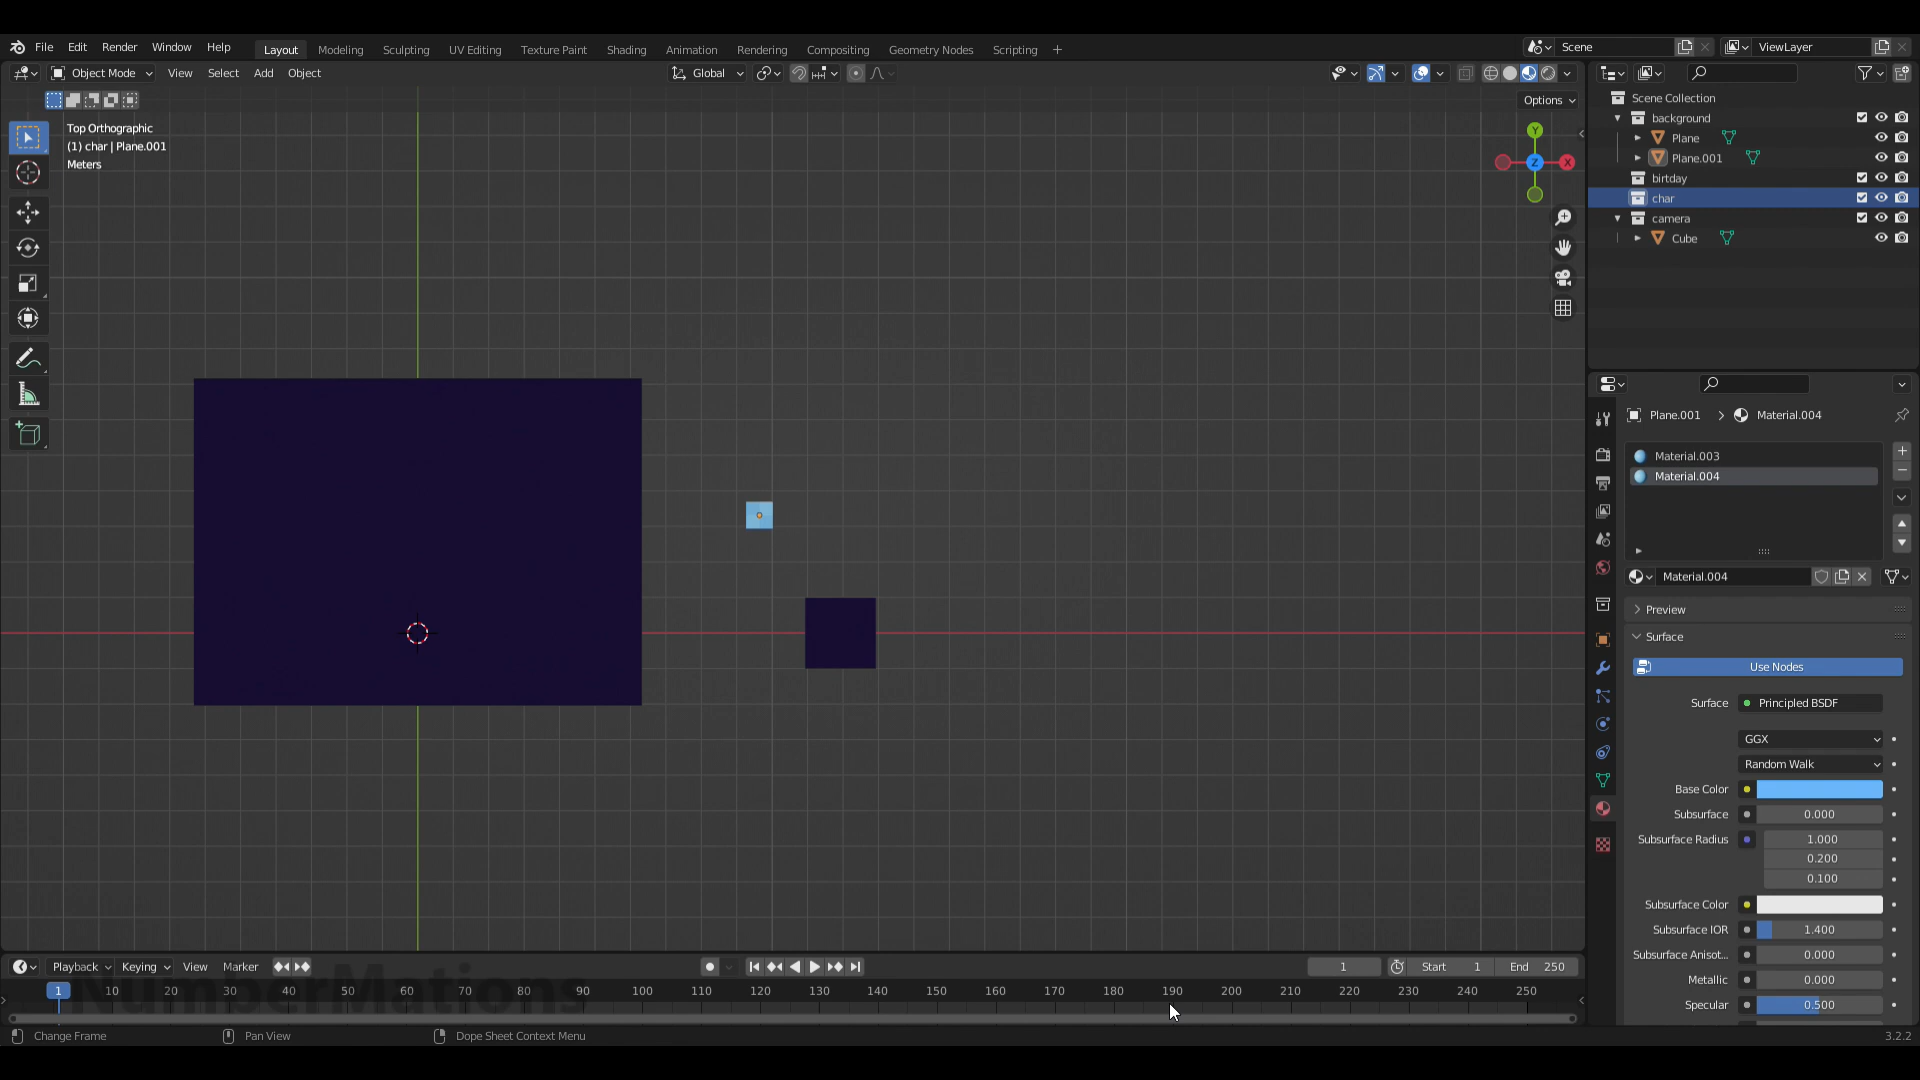 File Edit Render Window Help Layout Modeling Sculpting UV Editing Texture Paint Shading Animation Rendering Compositing Geometry Nodes Scripting + Scene ViewLayer
Object Mode View Select Add Object Global
Options
Top Orthographic
(1) char | Plane.001
Meters
Y
Z X
Scene Collection
background
Plane
Plane.001
birtday
char
camera
Cube
Plane.001 > Material.004
Material.003
Material.004
Material.004
Preview
Surface
Use Nodes
Surface Principled BSDF
GGX
Random Walk
Base Color
Subsurface 0.000
Subsurface Radius 1.000
0.200
0.100
Subsurface Color
Subsurface IOR 1.400
Subsurface Anisot... 0.000
Metallic 0.000
Specular 0.500
Playback Keying View Marker 1 Start 1 End 250
1 10 20 30 40 50 60 70 80 90 100 110 120 130 140 150 160 170 180 190 200 210 220 230 240 250
NumberMations
Change Frame Pan View Dope Sheet Context Menu 3.2.2